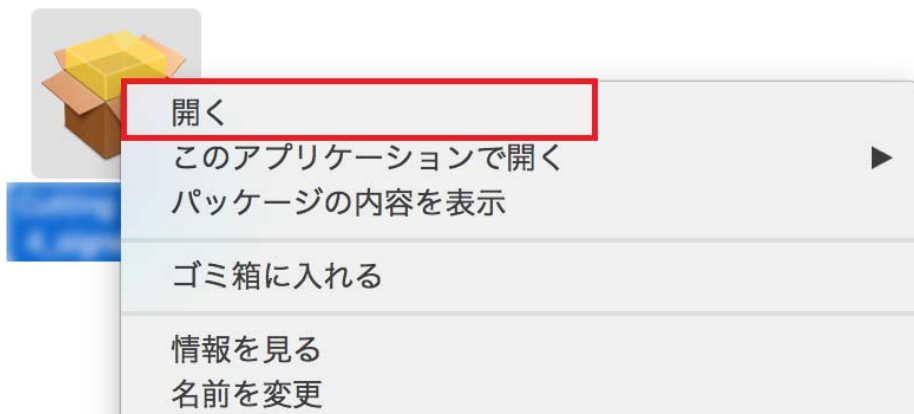 開く
このアプリケーションで開く
パッケージの内容を表示
ゴミ箱に入れる
情報を見る
名前を変更